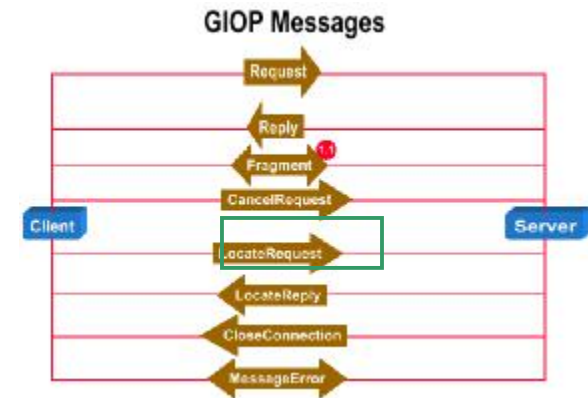 GIOP Messages
Request
Reply
1.1
Fragment
CancelRequest
Client
Server
LocateRequest
LocateReply
CloseConnection
MessageError